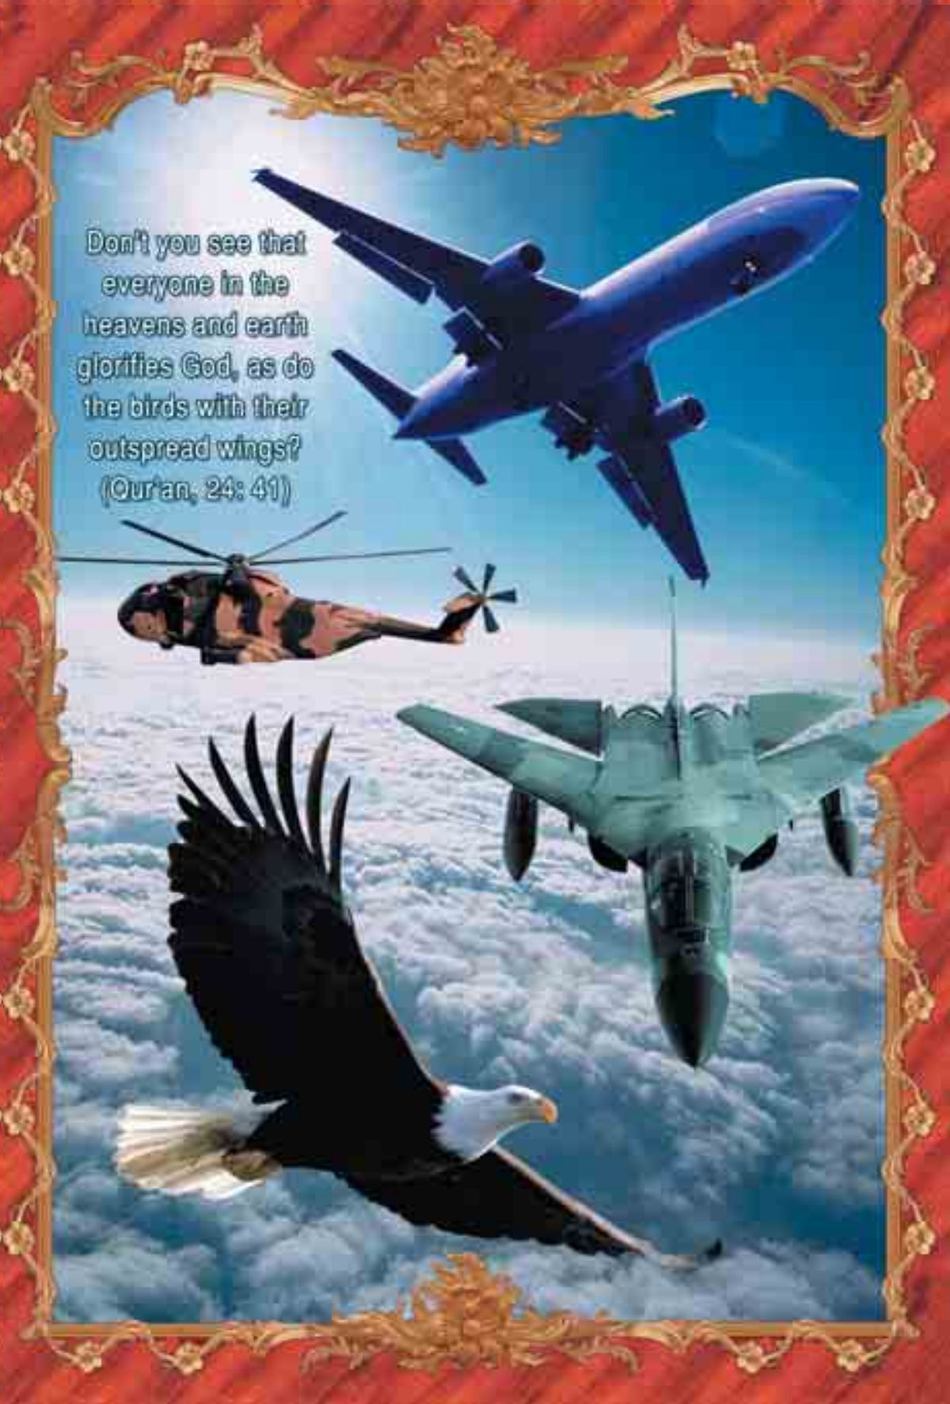 Don't you see that
everyone in the
heavens and earth
glorifies God, as do
the birds with their
outspread wings?
(Qur'an, 24: 41)